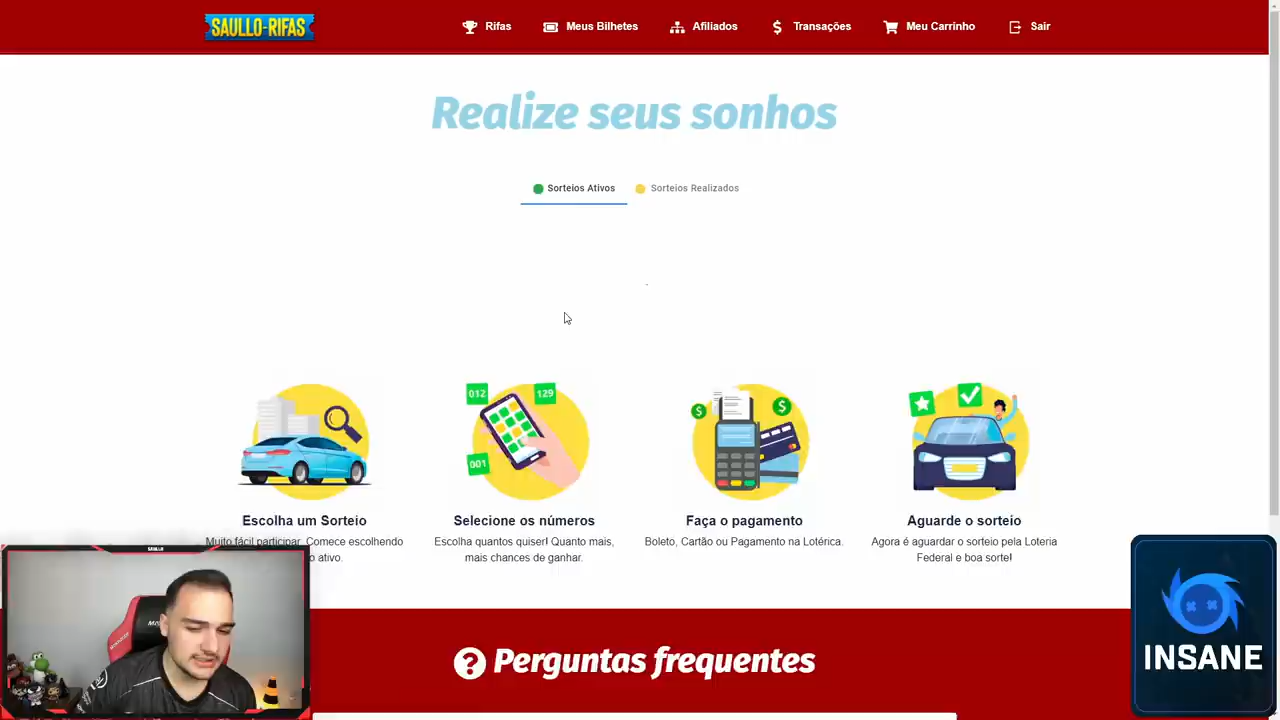 SAULLO-RIFAS
Rifas
Meus Bilhetes
Afiliados
Transações
Meu Carrinho
Sair
Realize seus sonhos
Sorteios Ativos
Sorteios Realizados
012
129
001
Escolha um Sorteio
Muito fácil participar. Comece escolhendo
o ativo.
Selecione os números
Escolha quantos quiser! Quanto mais,
mais chances de ganhar.
Faça o pagamento
Boleto, Cartão ou Pagamento na Lotérica.
Aguarde o sorteio
Agora é aguardar o sorteio pela Loteria
Federal e boa sorte!
Perguntas frequentes
SAULLO
INSANE